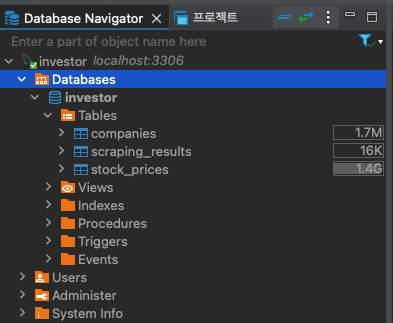 Database Navigator 프로젝트
Enter a part of object name here
investor localhost:3306
Databases
investor
Tables
companies 1.7M
scraping_results 16K
stock_prices 1.4G
Views
Indexes
Procedures
Triggers
Events
Users
Administer
System Info